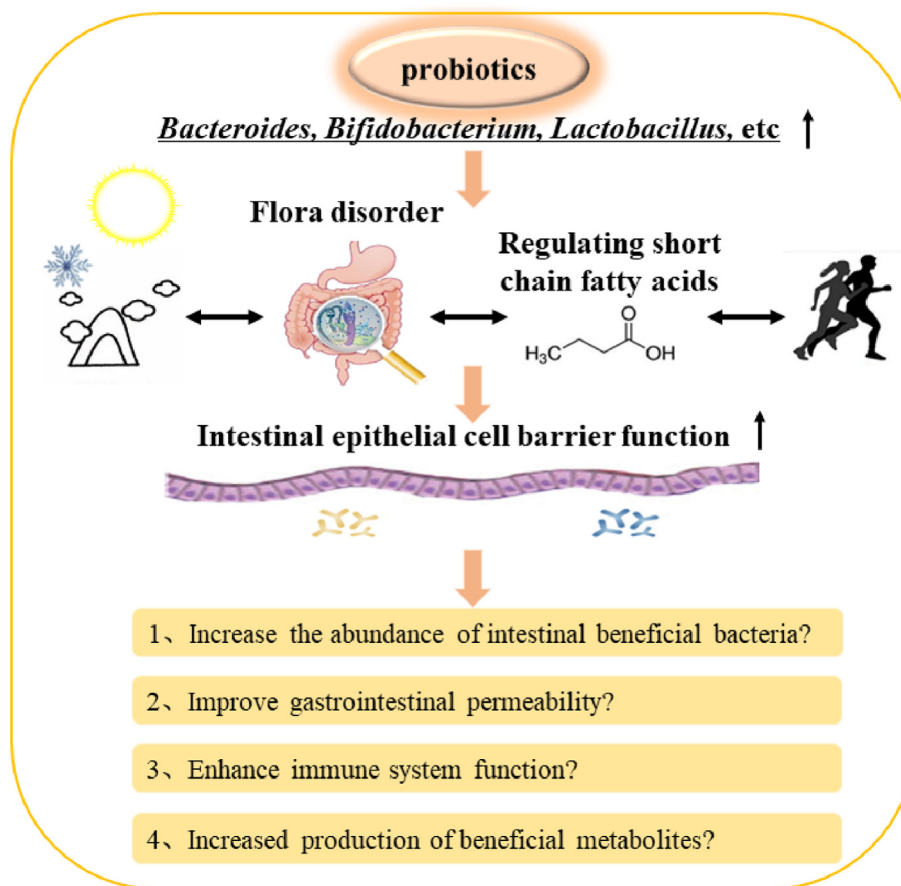 probiotics
Bacteroides, Bifidobacterium, Lactobacillus, etc
Flora disorder
Regulating short
chain fatty acids
O
H₃C
OH
Intestinal epithelial cell barrier function
1、Increase the abundance of intestinal beneficial bacteria?
2、Improve gastrointestinal permeability?
3、Enhance immune system function?
4、Increased production of beneficial metabolites?